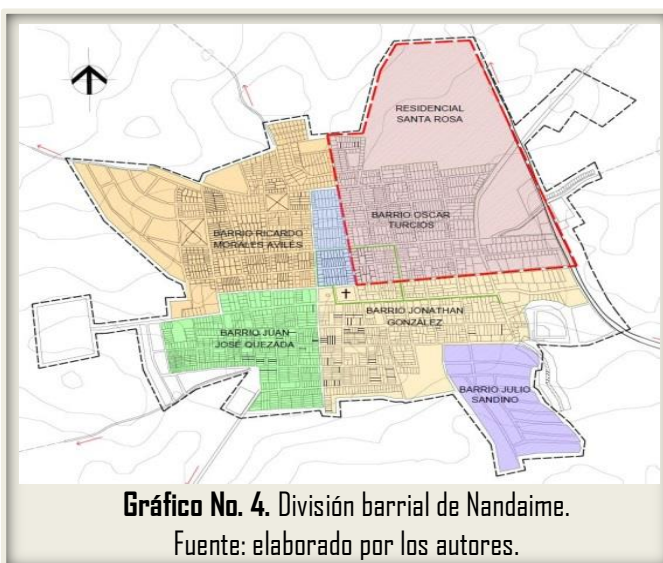 RESIDENCIAL
SANTA ROSA
BARRIO OSCAR
TURCIOS
BARRIO RICARDO
MORALES AVILÉS
BARRIO JONATHAN
GONZÁLEZ
BARRIO JUAN
JOSÉ QUEZADA
BARRIO JULIO
SANDINO
Gráfico No. 4. División barrial de Nandaime.
Fuente: elaborado por los autores.